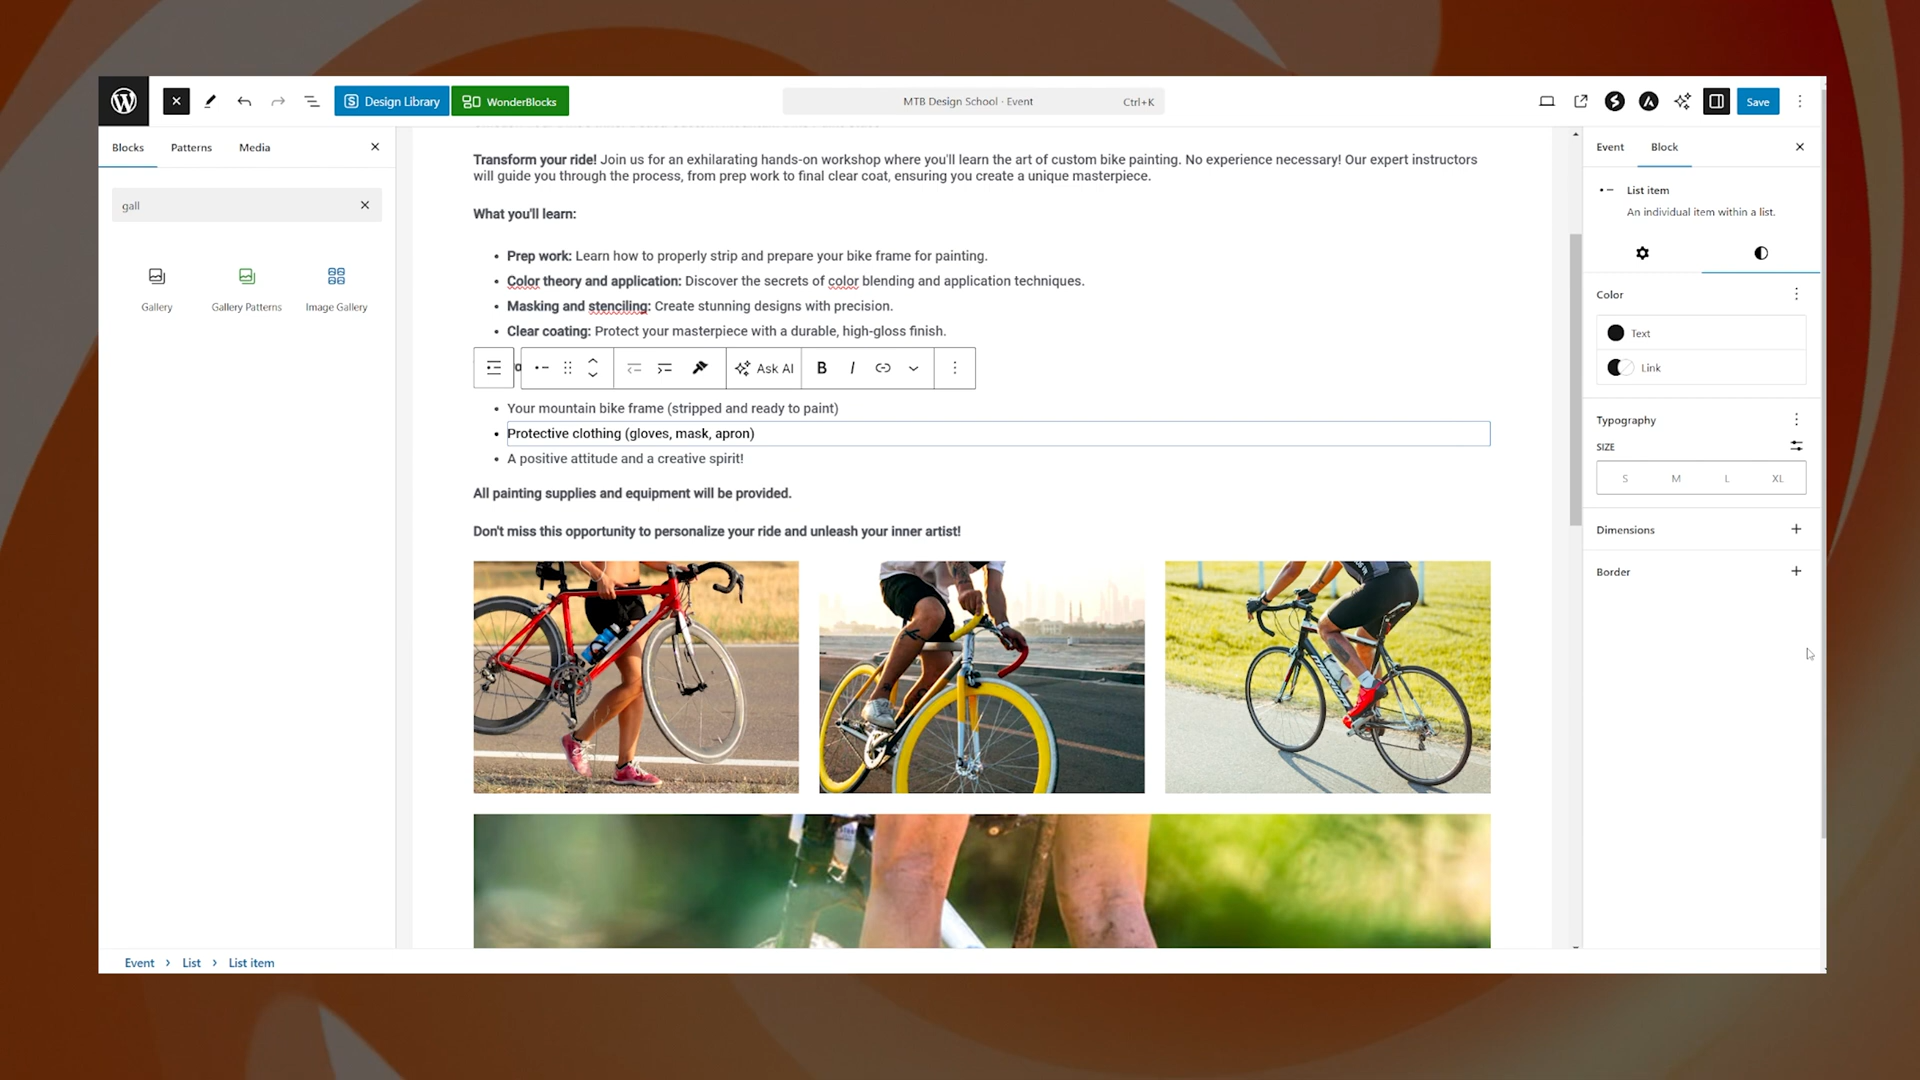 Design Library
WonderBlocks
MTB Design School · Event
Ctrl+K
Save
Blocks
Patterns
Media
gall
Gallery
Gallery Patterns
Image Gallery
Transform your ride! Join us for an exhilarating hands-on workshop where you'll learn the art of custom bike painting. No experience necessary! Our expert instructors
will guide you through the process, from prep work to final clear coat, ensuring you create a unique masterpiece.
What you'll learn:
• Prep work: Learn how to properly strip and prepare your bike frame for painting.
• Color theory and application: Discover the secrets of color blending and application techniques.
• Masking and stenciling: Create stunning designs with precision.
• Clear coating: Protect your masterpiece with a durable, high-gloss finish.
Ask AI
B
I
• Your mountain bike frame (stripped and ready to paint)
• Protective clothing (gloves, mask, apron)
• A positive attitude and a creative spirit!
All painting supplies and equipment will be provided.
Don't miss this opportunity to personalize your ride and unleash your inner artist!
Event
Block
List item
An individual item within a list.
Color
Text
Link
Typography
SIZE
S
M
L
XL
Dimensions
Border
Event > List > List item